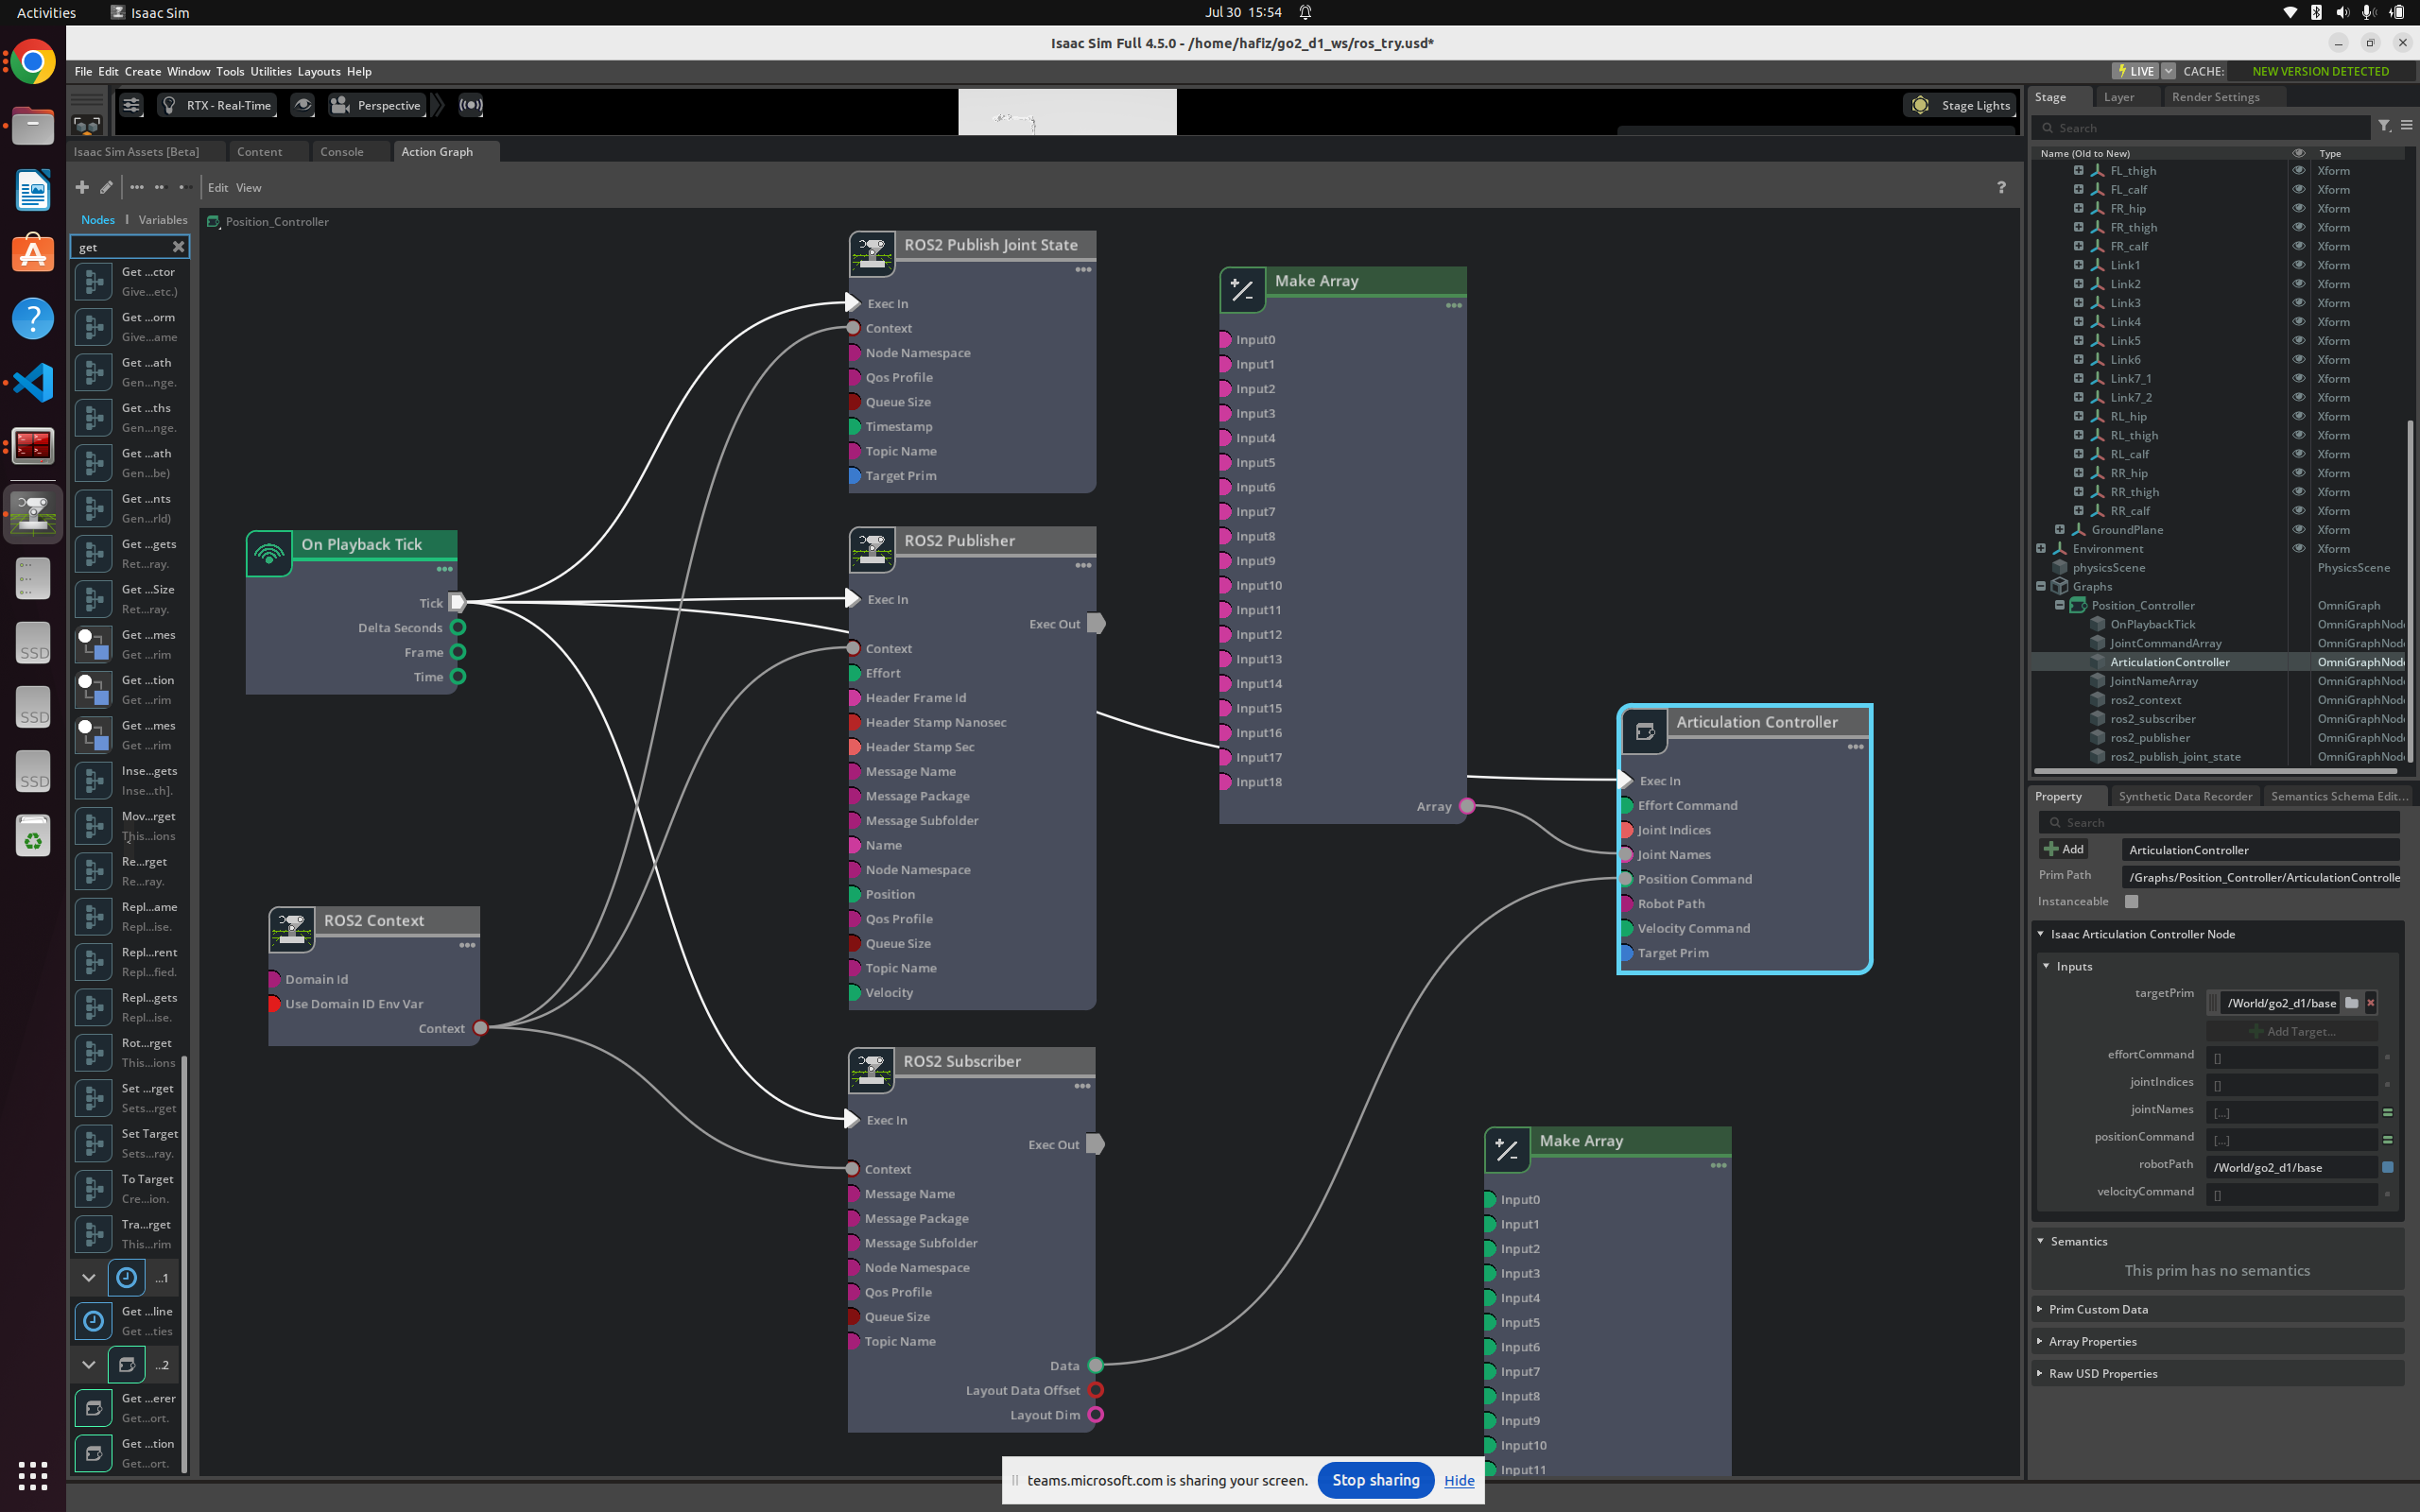 Activities
Isaac Sim
Jul 30 15:54
Isaac Sim Full 4.5.0 - /home/hafiz/go2_d1_ws/ros_try.usd*
File Edit Create Window Tools Utilities Layouts Help
LIVE
CACHE:
NEW VERSION DETECTED
RTX - Real-Time
Perspective
Stage Lights
Isaac Sim Assets [Beta]
Content
Console
Action Graph
Edit View
?
Nodes | Variables
get
Position_Controller
Get ...ctor
Give...etc.)
Get ...orm
Give...ame
Get ...ath
Gen...nge.
Get ...ths
Gen...nge.
Get ...ath
Gen...be)
Get ...nts
Gen...rld)
Get ...gets
Ret...ray.
Get ...Size
Ret...ray.
Get ...mes
Get ...rim
Get ...tion
Get ...rim
Get ...mes
Get ...rim
Inse...gets
Inse...th].
Mov...rget
This...ions
Re...rget
Re...ray.
Repl...ame
Repl...ise.
Repl...rent
Repl...fied.
Repl...gets
Repl...ise.
Rot...rget
This...ions
Set ...rget
Sets...rget
Set Target
Sets...ray.
To Target
Cre...ion.
Tra...rget
This...rim
...1
Get ...line
Get ...ties
...2
Get ...erer
Get...ort.
Get ...tion
Get...ort.
SSD
SSD
SSD
On Playback Tick
Tick
Delta Seconds
Frame
Time
ROS2 Context
Domain Id
Use Domain ID Env Var
Context
ROS2 Publish Joint State
Exec In
Context
Node Namespace
Qos Profile
Queue Size
Timestamp
Topic Name
Target Prim
ROS2 Publisher
Exec In
Exec Out
Context
Effort
Header Frame Id
Header Stamp Nanosec
Header Stamp Sec
Message Name
Message Package
Message Subfolder
Name
Node Namespace
Position
Qos Profile
Queue Size
Topic Name
Velocity
ROS2 Subscriber
Exec In
Exec Out
Context
Message Name
Message Package
Message Subfolder
Node Namespace
Qos Profile
Queue Size
Topic Name
Data
Layout Data Offset
Layout Dim
Make Array
Input0
Input1
Input2
Input3
Input4
Input5
Input6
Input7
Input8
Input9
Input10
Input11
Input12
Input13
Input14
Input15
Input16
Input17
Input18
Array
Articulation Controller
Exec In
Effort Command
Joint Indices
Joint Names
Position Command
Robot Path
Velocity Command
Target Prim
Make Array
Input0
Input1
Input2
Input3
Input4
Input5
Input6
Input7
Input8
Input9
Input10
Input11
teams.microsoft.com is sharing your screen.
Stop sharing
Hide
Stage
Layer
Render Settings
Search
Name (Old to New)
Type
FL_thigh Xform
FL_calf Xform
FR_hip Xform
FR_thigh Xform
FR_calf Xform
Link1 Xform
Link2 Xform
Link3 Xform
Link4 Xform
Link5 Xform
Link6 Xform
Link7_1 Xform
Link7_2 Xform
RL_hip Xform
RL_thigh Xform
RL_calf Xform
RR_hip Xform
RR_thigh Xform
RR_calf Xform
GroundPlane Xform
Environment Xform
physicsScene PhysicsScene
Graphs
Position_Controller OmniGraph
OnPlaybackTick OmniGraphNode
JointCommandArray OmniGraphNode
ArticulationController OmniGraphNode
JointNameArray OmniGraphNode
ros2_context OmniGraphNode
ros2_subscriber OmniGraphNode
ros2_publisher OmniGraphNode
ros2_publish_joint_state OmniGraphNode
Property
Synthetic Data Recorder
Semantics Schema Edit...
Search
Add
ArticulationController
Prim Path
/Graphs/Position_Controller/ArticulationControlle
Instanceable
Isaac Articulation Controller Node
Inputs
targetPrim
/World/go2_d1/base
Add Target...
effortCommand []
jointIndices []
jointNames [...]
positionCommand [...]
robotPath /World/go2_d1/base
velocityCommand []
Semantics
This prim has no semantics
Prim Custom Data
Array Properties
Raw USD Properties